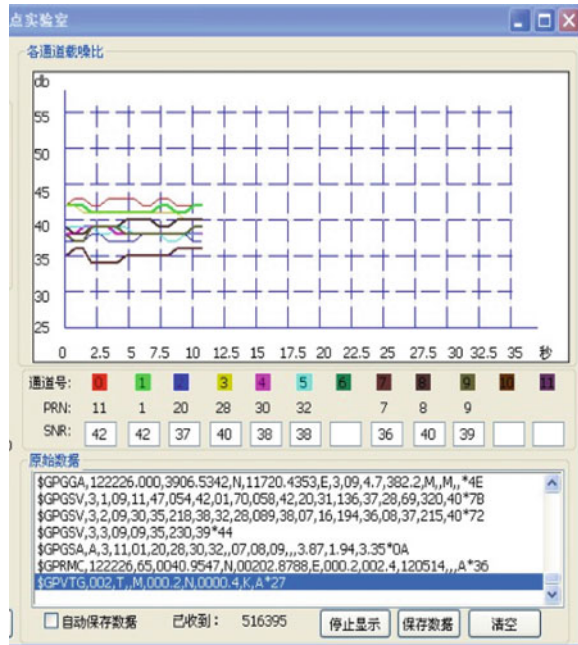 点实验室
各通道载噪比
db
55
50
45
40
35
30
25
0 2.5 5 7.5 10 12.5 15 17.5 20 22.5 25 27.5 30 32.5 35 秒
通道号: 0 1 2 3 4 5 6 7 8 9 10 11
PRN: 11 1 20 28 30 32 7 8 9
SNR: 42 42 37 40 38 38 36 40 39
原始数据
$GPGGA,122226.000,3906.5342,N,11720.4353,E,3,09,4.7,382.2,M,,M,,*4E
$GPGSV,3,1,09,11,47,054,42,01,70,058,42,20,31,136,37,28,69,320,40*7B
$GPGSV,3,2,09,30,35,218,38,32,28,089,38,07,16,194,36,08,37,215,40*72
$GPGSV,3,3,09,09,35,230,39*44
$GPGSA,A,3,11,01,20,28,30,32,,07,08,09,,,3.87,1.94,3.35*0A
$GPRMC,122226,65,0040.9547,N,00202.8788,E,000.2,002.4,120514,,,A*36
$GPVTG,002,T,,M,000.2,N,0000.4,K,A*27
自动保存数据 已收到: 516395 停止显示 保存数据 清空